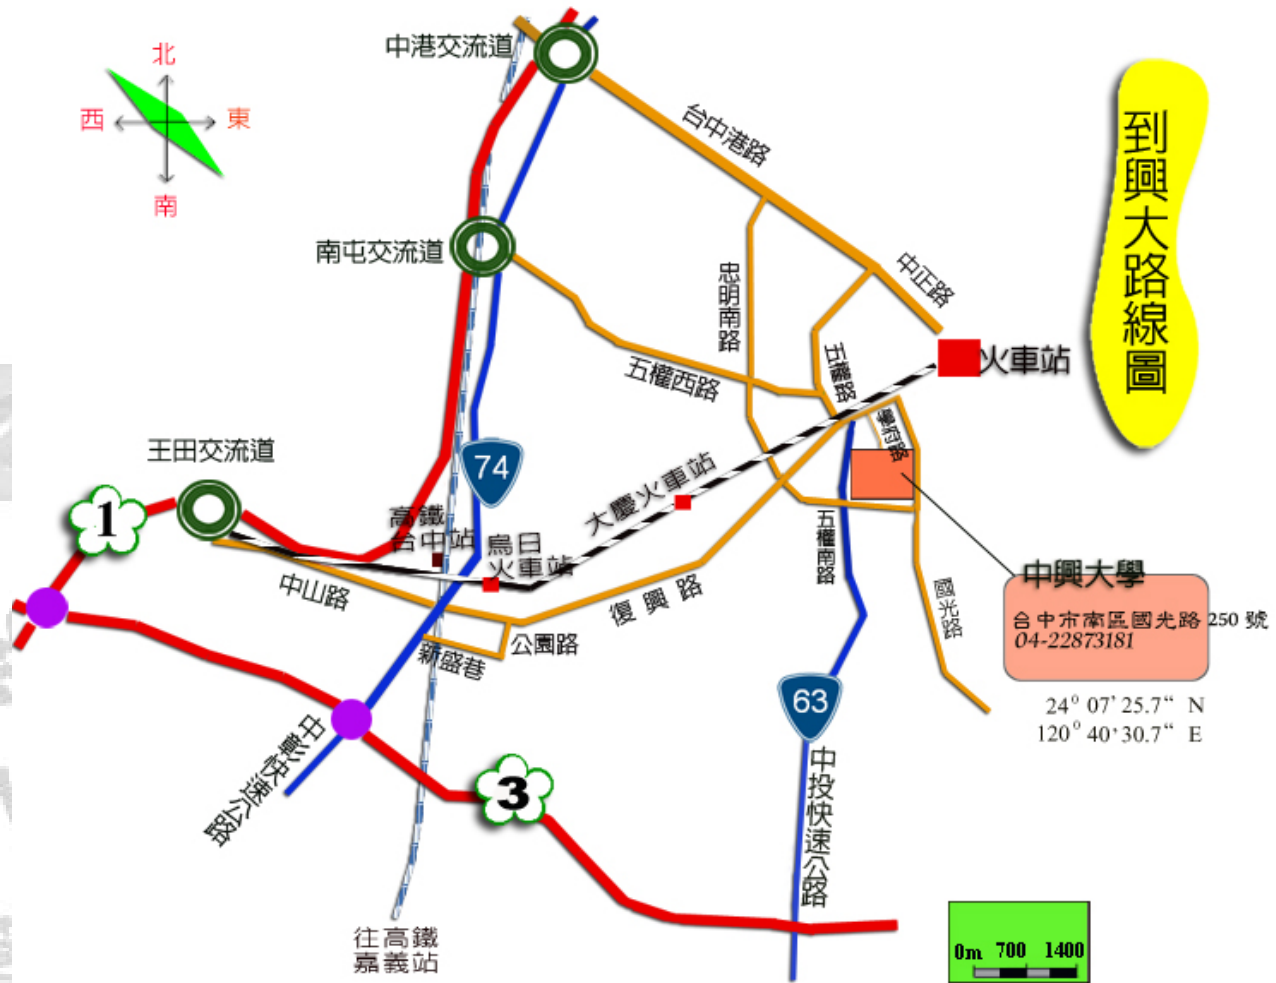 中港交流道
北
西
東
南
到興大路線圖
台中港路
南屯交流道
忠明南路
中正路
五權西路
五權路
火車站
學府路
王田交流道
74
1
大慶火車站
高鐵
台中站
烏日
火車站
五權南路
中山路
復興路
國光路
中興大學
台中市南區國光路250 號
04-22873181
公園路
新盛巷
24° 07' 25.7“ N
120° 40' 30.7“ E
63
中彰快速公路
3
中投快速公路
往高鐵
嘉義站
0m 700 1400